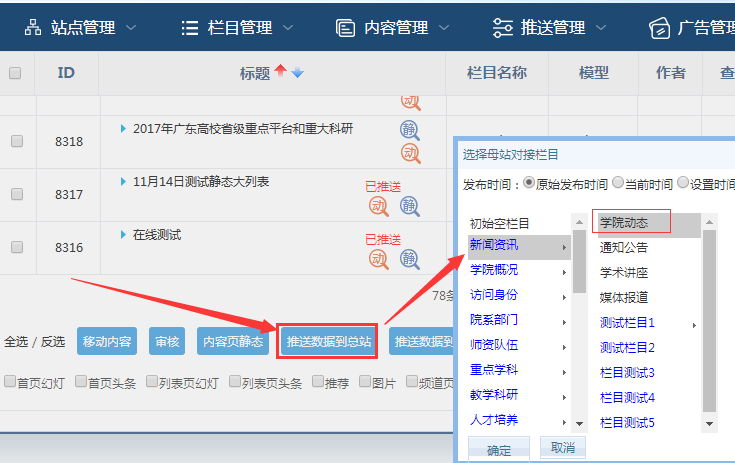 站点管理 栏目管理 内容管理 推送管理 广告管理
ID 标题 栏目名称 模型 作者
动
8318 2017年广东高校省级重点平台和重大科研 静
动
8317 11月14日测试静态大列表 已推送
动 静
8316 在线测试 已推送
动 静
78条
全选 / 反选 移动内容 审核 内容页静态 推送数据到总站 推送数据到
首页幻灯 首页头条 列表页幻灯 列表页头条 推荐 图片 频道页
选择母站对接栏目
发布时间：原始发布时间 当前时间 设置时间
初始空栏目
新闻资讯
学院概况
访问身份
院系部门
师资队伍
重点学科
教学科研
人才培养
学院动态
通知公告
学术讲座
媒体报道
测试栏目1
测试栏目2
栏目测试3
栏目测试4
栏目测试5
确定 取消